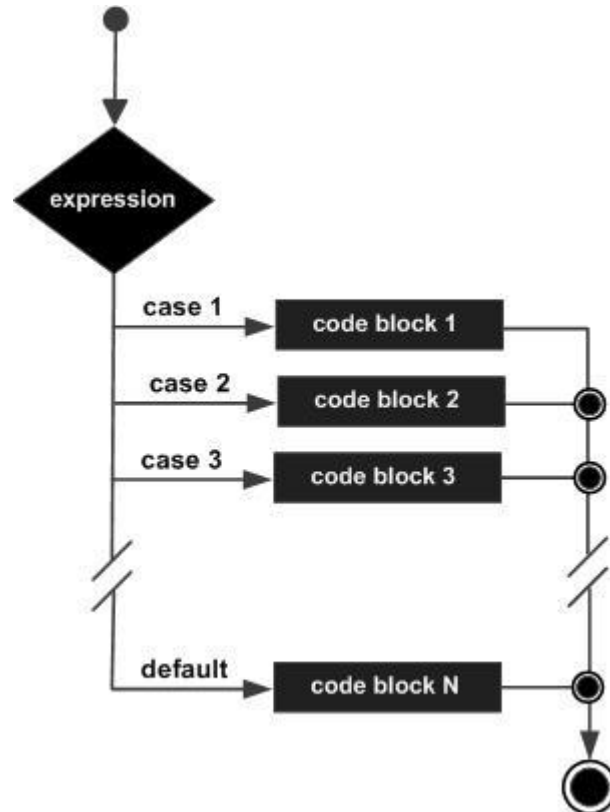 expression
case 1
code block 1
case 2
code block 2
case 3
code block 3
default
code block N